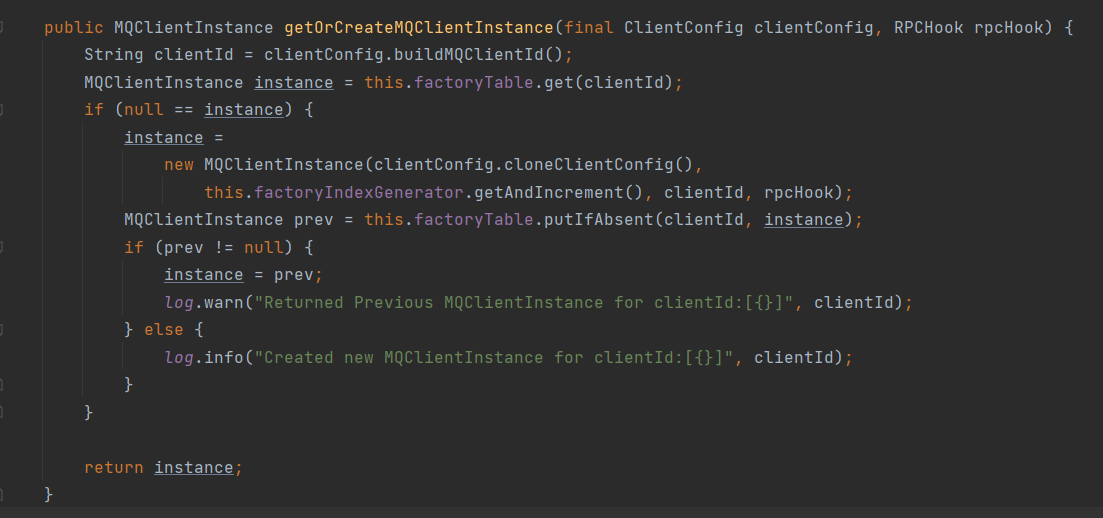 public MQClientInstance getOrCreateMQClientInstance(final ClientConfig clientConfig, RPCHook rpcHook) {
    String clientId = clientConfig.buildMQClientId();
    MQClientInstance instance = this.factoryTable.get(clientId);
    if (null == instance) {
        instance =
            new MQClientInstance(clientConfig.cloneClientConfig(),
                this.factoryIndexGenerator.getAndIncrement(), clientId, rpcHook);
        MQClientInstance prev = this.factoryTable.putIfAbsent(clientId, instance);
        if (prev != null) {
            instance = prev;
            log.warn("Returned Previous MQClientInstance for clientId:[{}]", clientId);
        } else {
            log.info("Created new MQClientInstance for clientId:[{}]", clientId);
        }
    }
    return instance;
}